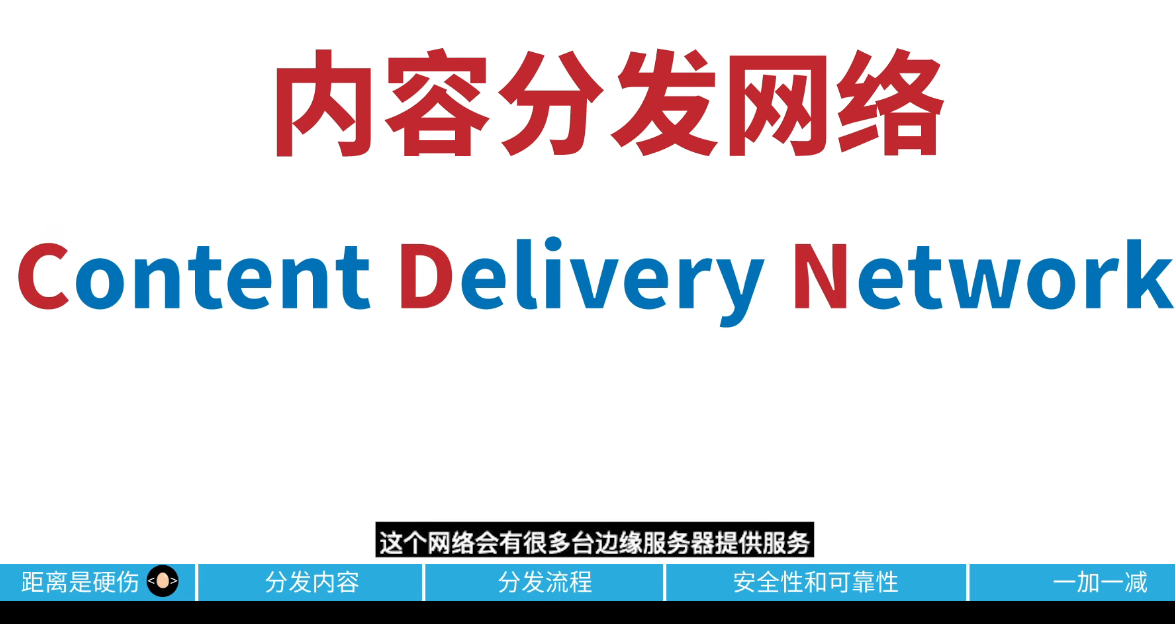 内容分发网络
Content Delivery Network
这个网络会有很多台边缘服务器提供服务
距离是硬伤 <> 分发内容 分发流程 安全性和可靠性 一加一减